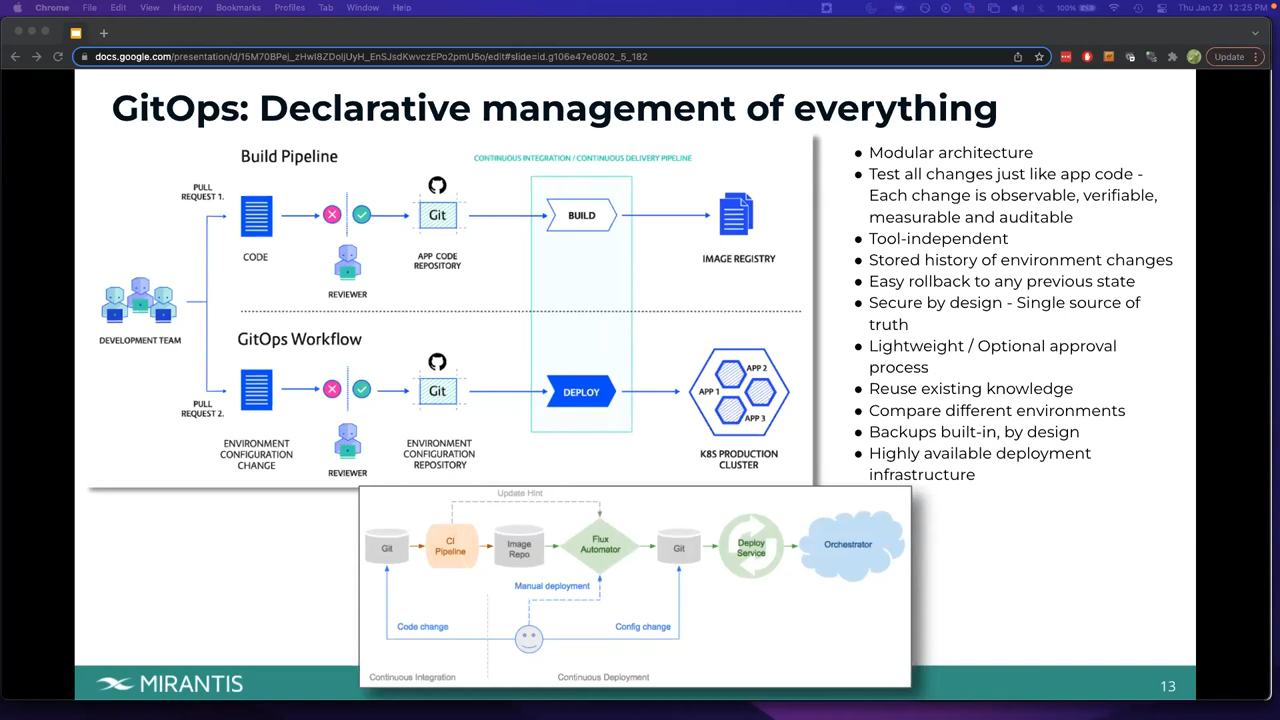 Chrome File Edit View History Bookmarks Profiles Tab Window Help
100% Thu Jan 27 12:25 PM
docs.google.com/presentation/d/15M70BPej_zHwI8ZDoljUyH_EnSJsdKwvczEPo2pmU5o/edit#slide=id.g106e47e0802_5_182
Update
GitOps: Declarative management of everything
Build Pipeline
CONTINUOUS INTEGRATION / CONTINUOUS DELIVERY PIPELINE
PULL
REQUEST 1.
Git
BUILD
CODE
APP CODE
REPOSITORY
IMAGE REGISTRY
REVIEWER
DEVELOPMENT TEAM
GitOps Workflow
PULL
REQUEST 2.
Git
DEPLOY
APP 1
APP 2
APP 3
ENVIRONMENT
CONFIGURATION
CHANGE
REVIEWER
ENVIRONMENT
CONFIGURATION
REPOSITORY
K8S PRODUCTION
CLUSTER
● Modular architecture
● Test all changes just like app code -
Each change is observable, verifiable,
measurable and auditable
● Tool-independent
● Stored history of environment changes
● Easy rollback to any previous state
● Secure by design - Single source of
truth
● Lightweight / Optional approval
process
● Reuse existing knowledge
● Compare different environments
● Backups built-in, by design
● Highly available deployment
infrastructure
Update Hint
Git
CI
Pipeline
Image
Repo
Flux
Automator
Git
Deploy
Service
Orchestrator
Manual deployment
Code change
Config change
Continuous Integration
Continuous Deployment
MIRANTIS
13